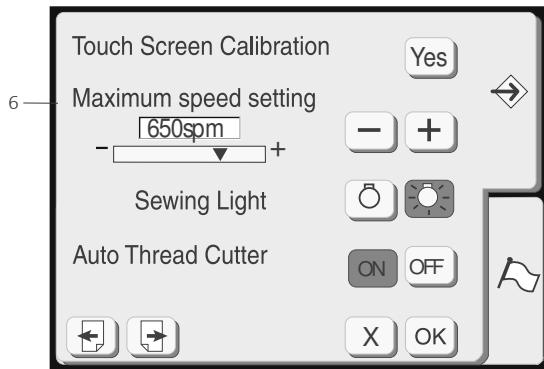 Touch Screen Calibration Yes
6 Maximum speed setting
650spm
- +
− +
Sewing Light
Auto Thread Cutter ON OFF
X OK